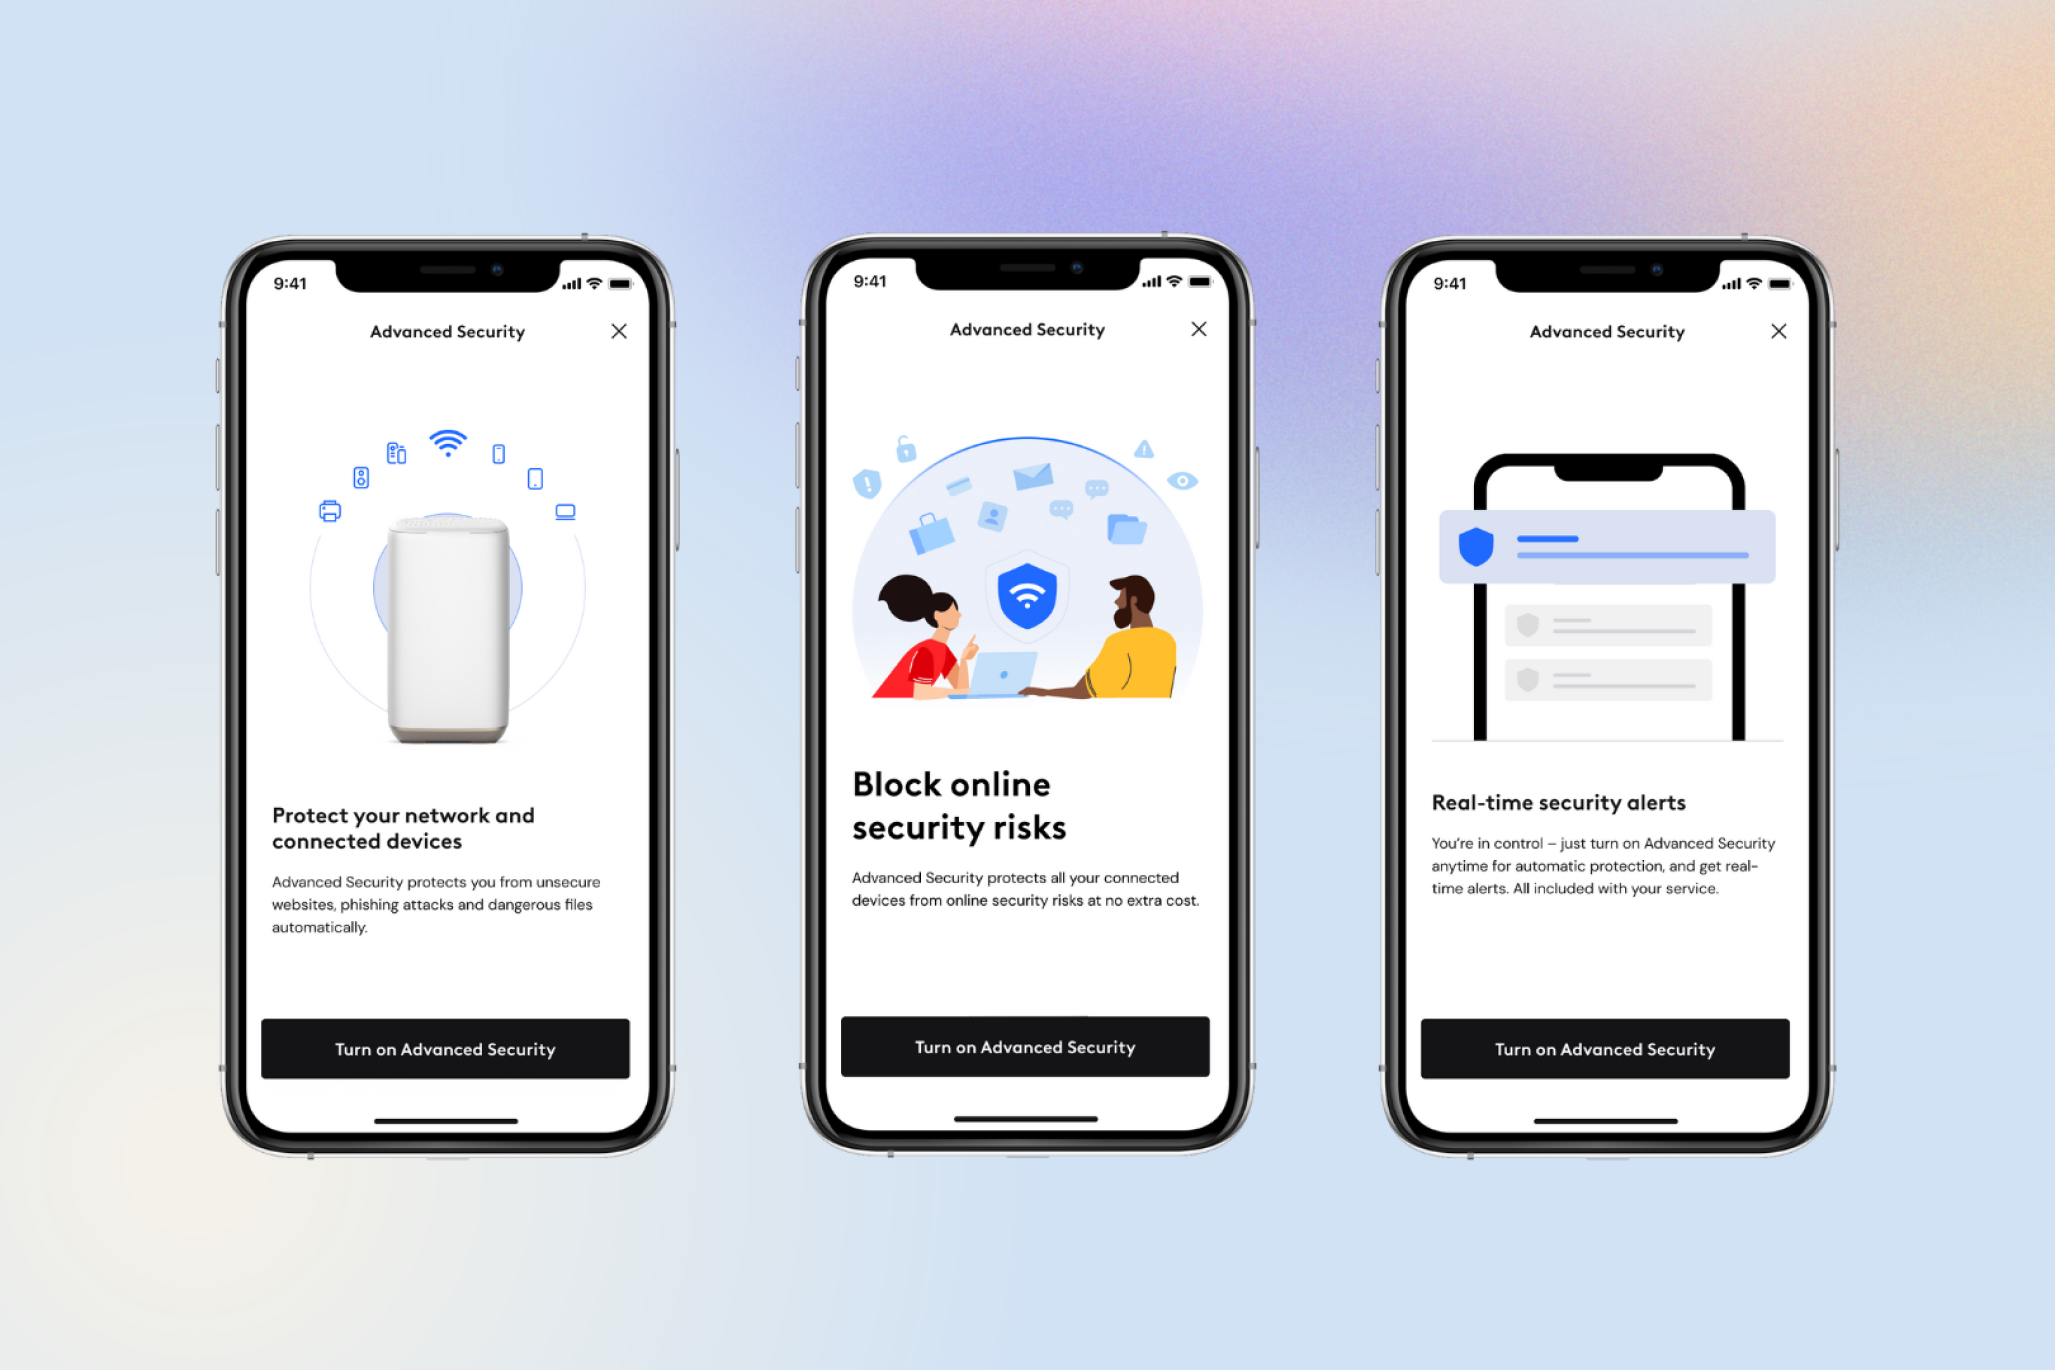 9:41
Advanced Security
Protect your network and
connected devices
Advanced Security protects you from unsecure
websites, phishing attacks and dangerous files
automatically.
Turn on Advanced Security
9:41
Advanced Security
Block online
security risks
Advanced Security protects all your connected
devices from online security risks at no extra cost.
Turn on Advanced Security
9:41
Advanced Security
Real-time security alerts
You're in control – just turn on Advanced Security
anytime for automatic protection, and get real-
time alerts. All included with your service.
Turn on Advanced Security